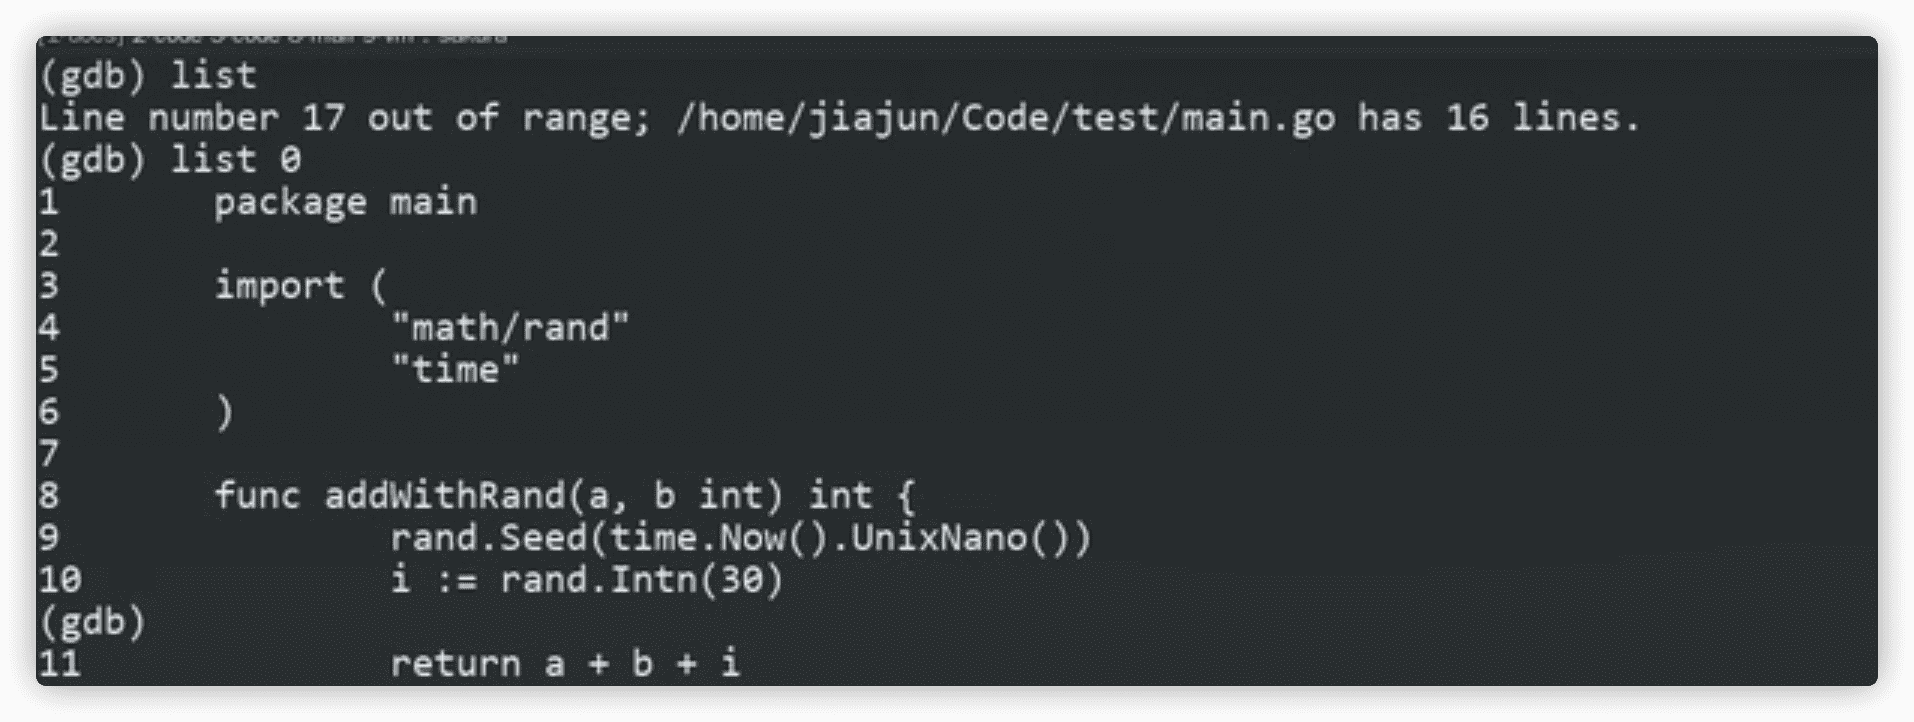 (gdb) list
Line number 17 out of range; /home/jiajun/Code/test/main.go has 16 lines.
(gdb) list 0
1       package main
2
3       import (
4               "math/rand"
5               "time"
6       )
7
8       func addWithRand(a, b int) int {
9               rand.Seed(time.Now().UnixNano())
10              i := rand.Intn(30)
(gdb)
11              return a + b + i